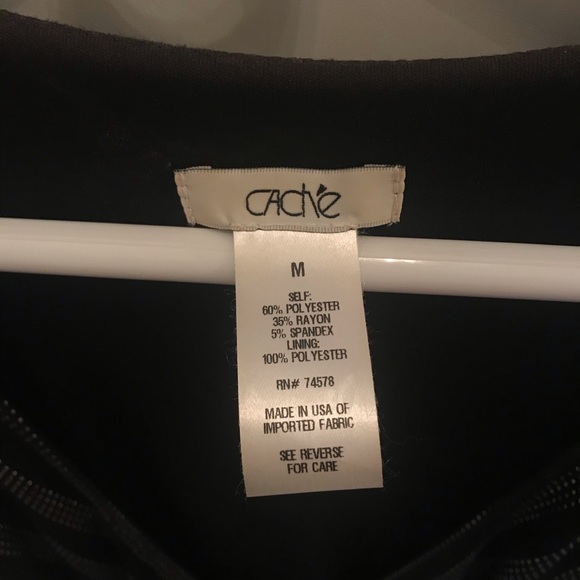 CACHÉ
M
SELF:
60% POLYESTER
35% RAYON
5% SPANDEX
LINING:
100% POLYESTER
RN# 74578
MADE IN USA OF
IMPORTED FABRIC
SEE REVERSE
FOR CARE